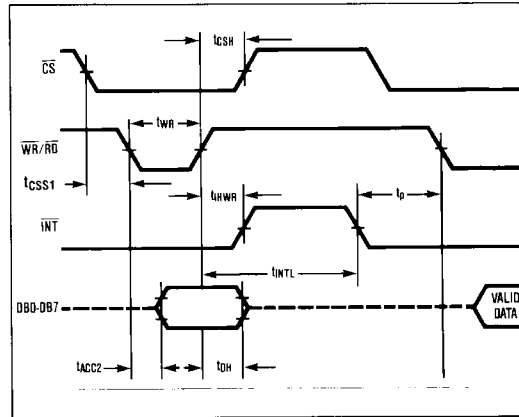 tCSH
CS
tWR
WR/RD
tCSS1
tIHWR
tp
INT
tINTL
DB0-DB7
VALID
DATA
tACC2
tDH